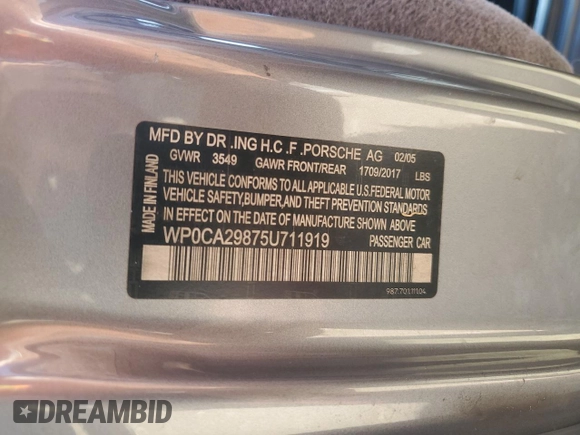 MFD BY DR .ING H.C .F .PORSCHE AG 02/05
GVWR 3549 GAWR FRONT/REAR 1709/2017 LBS
THIS VEHICLE CONFORMS TO ALL APPLICABLE U.S.FEDERAL MOTOR
VEHICLE SAFETY,BUMPER,AND THEFT PREVENTION STANDARDS
IN EFFECT ON THE DATE OF MANUFACTURE SHOWN ABOVE
WP0CA29875U711919 PASSENGER CAR
MADE IN FINLAND
987.701.111.04
DREAMBID